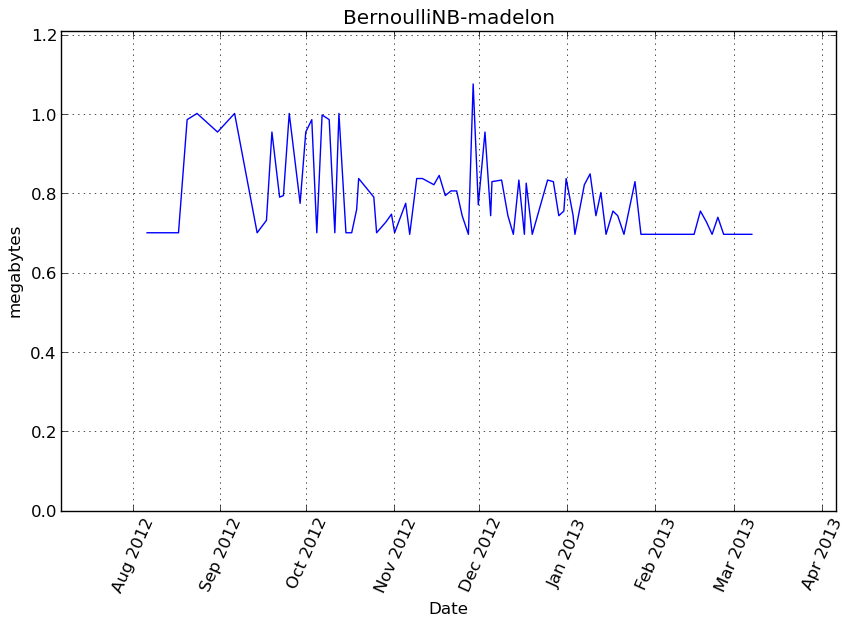 BernoulliNB-madelon
1.2
1.0
0.8
0.6
0.4
0.2
0.0
megabytes
Aug 2012
Sep 2012
Oct 2012
Nov 2012
Dec 2012
Jan 2013
Feb 2013
Mar 2013
Apr 2013
Date